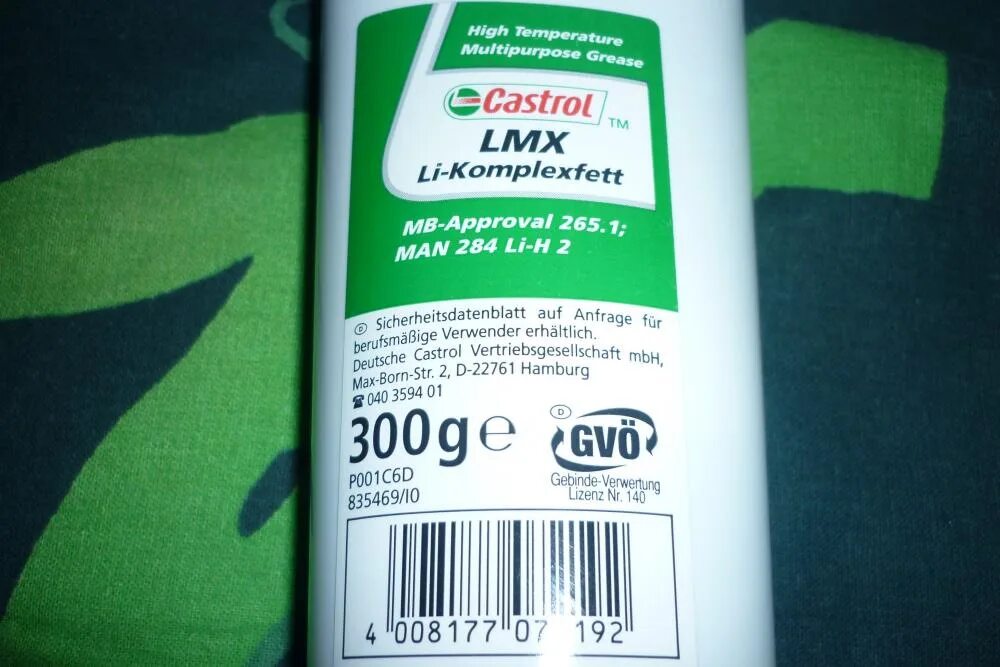 High Temperature
Multipurpose Grease
Castrol
TM
LMX
Li-Komplexfett
MB-Approval 265.1;
MAN 284 Li-H 2
D Sicherheitsdatenblatt auf Anfrage für
berufsmäßige Verwender erhältlich.
Deutsche Castrol Vertriebsgesellschaft mbH,
Max-Born-Str. 2, D-22761 Hamburg
☎ 040 3594 01
300g ℮
P001C6D
835469/I0
D
GVÖ
Gebinde-Verwertung
Lizenz Nr. 140
4 008177 07 192